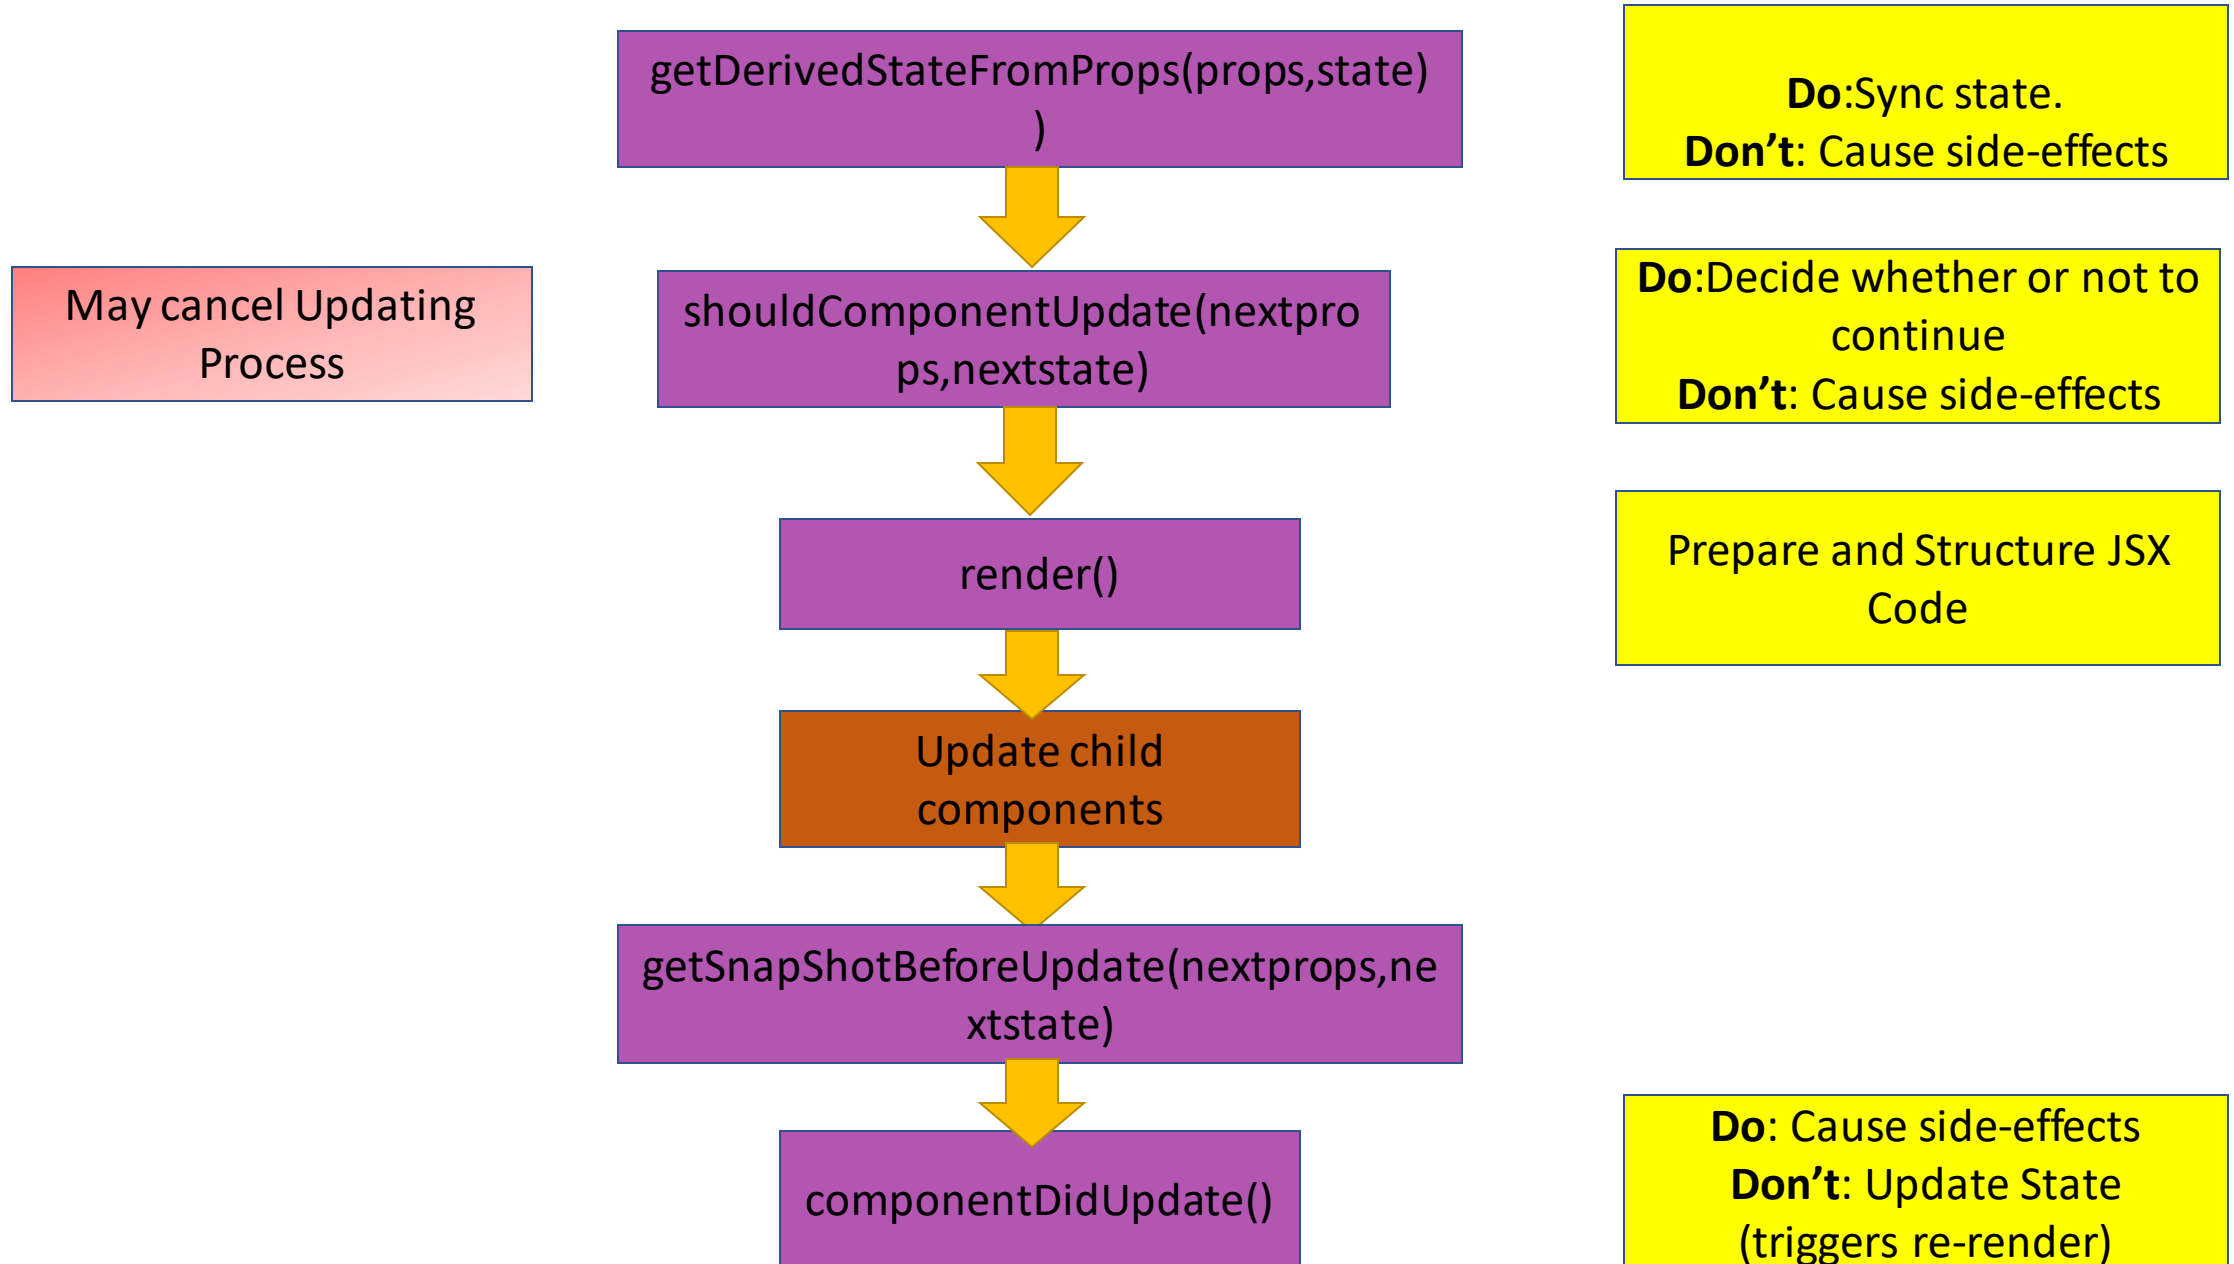 getDerivedStateFromProps(props,state)
)
Do:Sync state.
Don’t: Cause side-effects
May cancel Updating
Process
shouldComponentUpdate(nextpro
ps,nextstate)
Do:Decide whether or not to
continue
Don’t: Cause side-effects
render()
Prepare and Structure JSX
Code
Update child
components
getSnapShotBeforeUpdate(nextprops,ne
xtstate)
componentDidUpdate()
Do: Cause side-effects
Don’t: Update State
(triggers re-render)